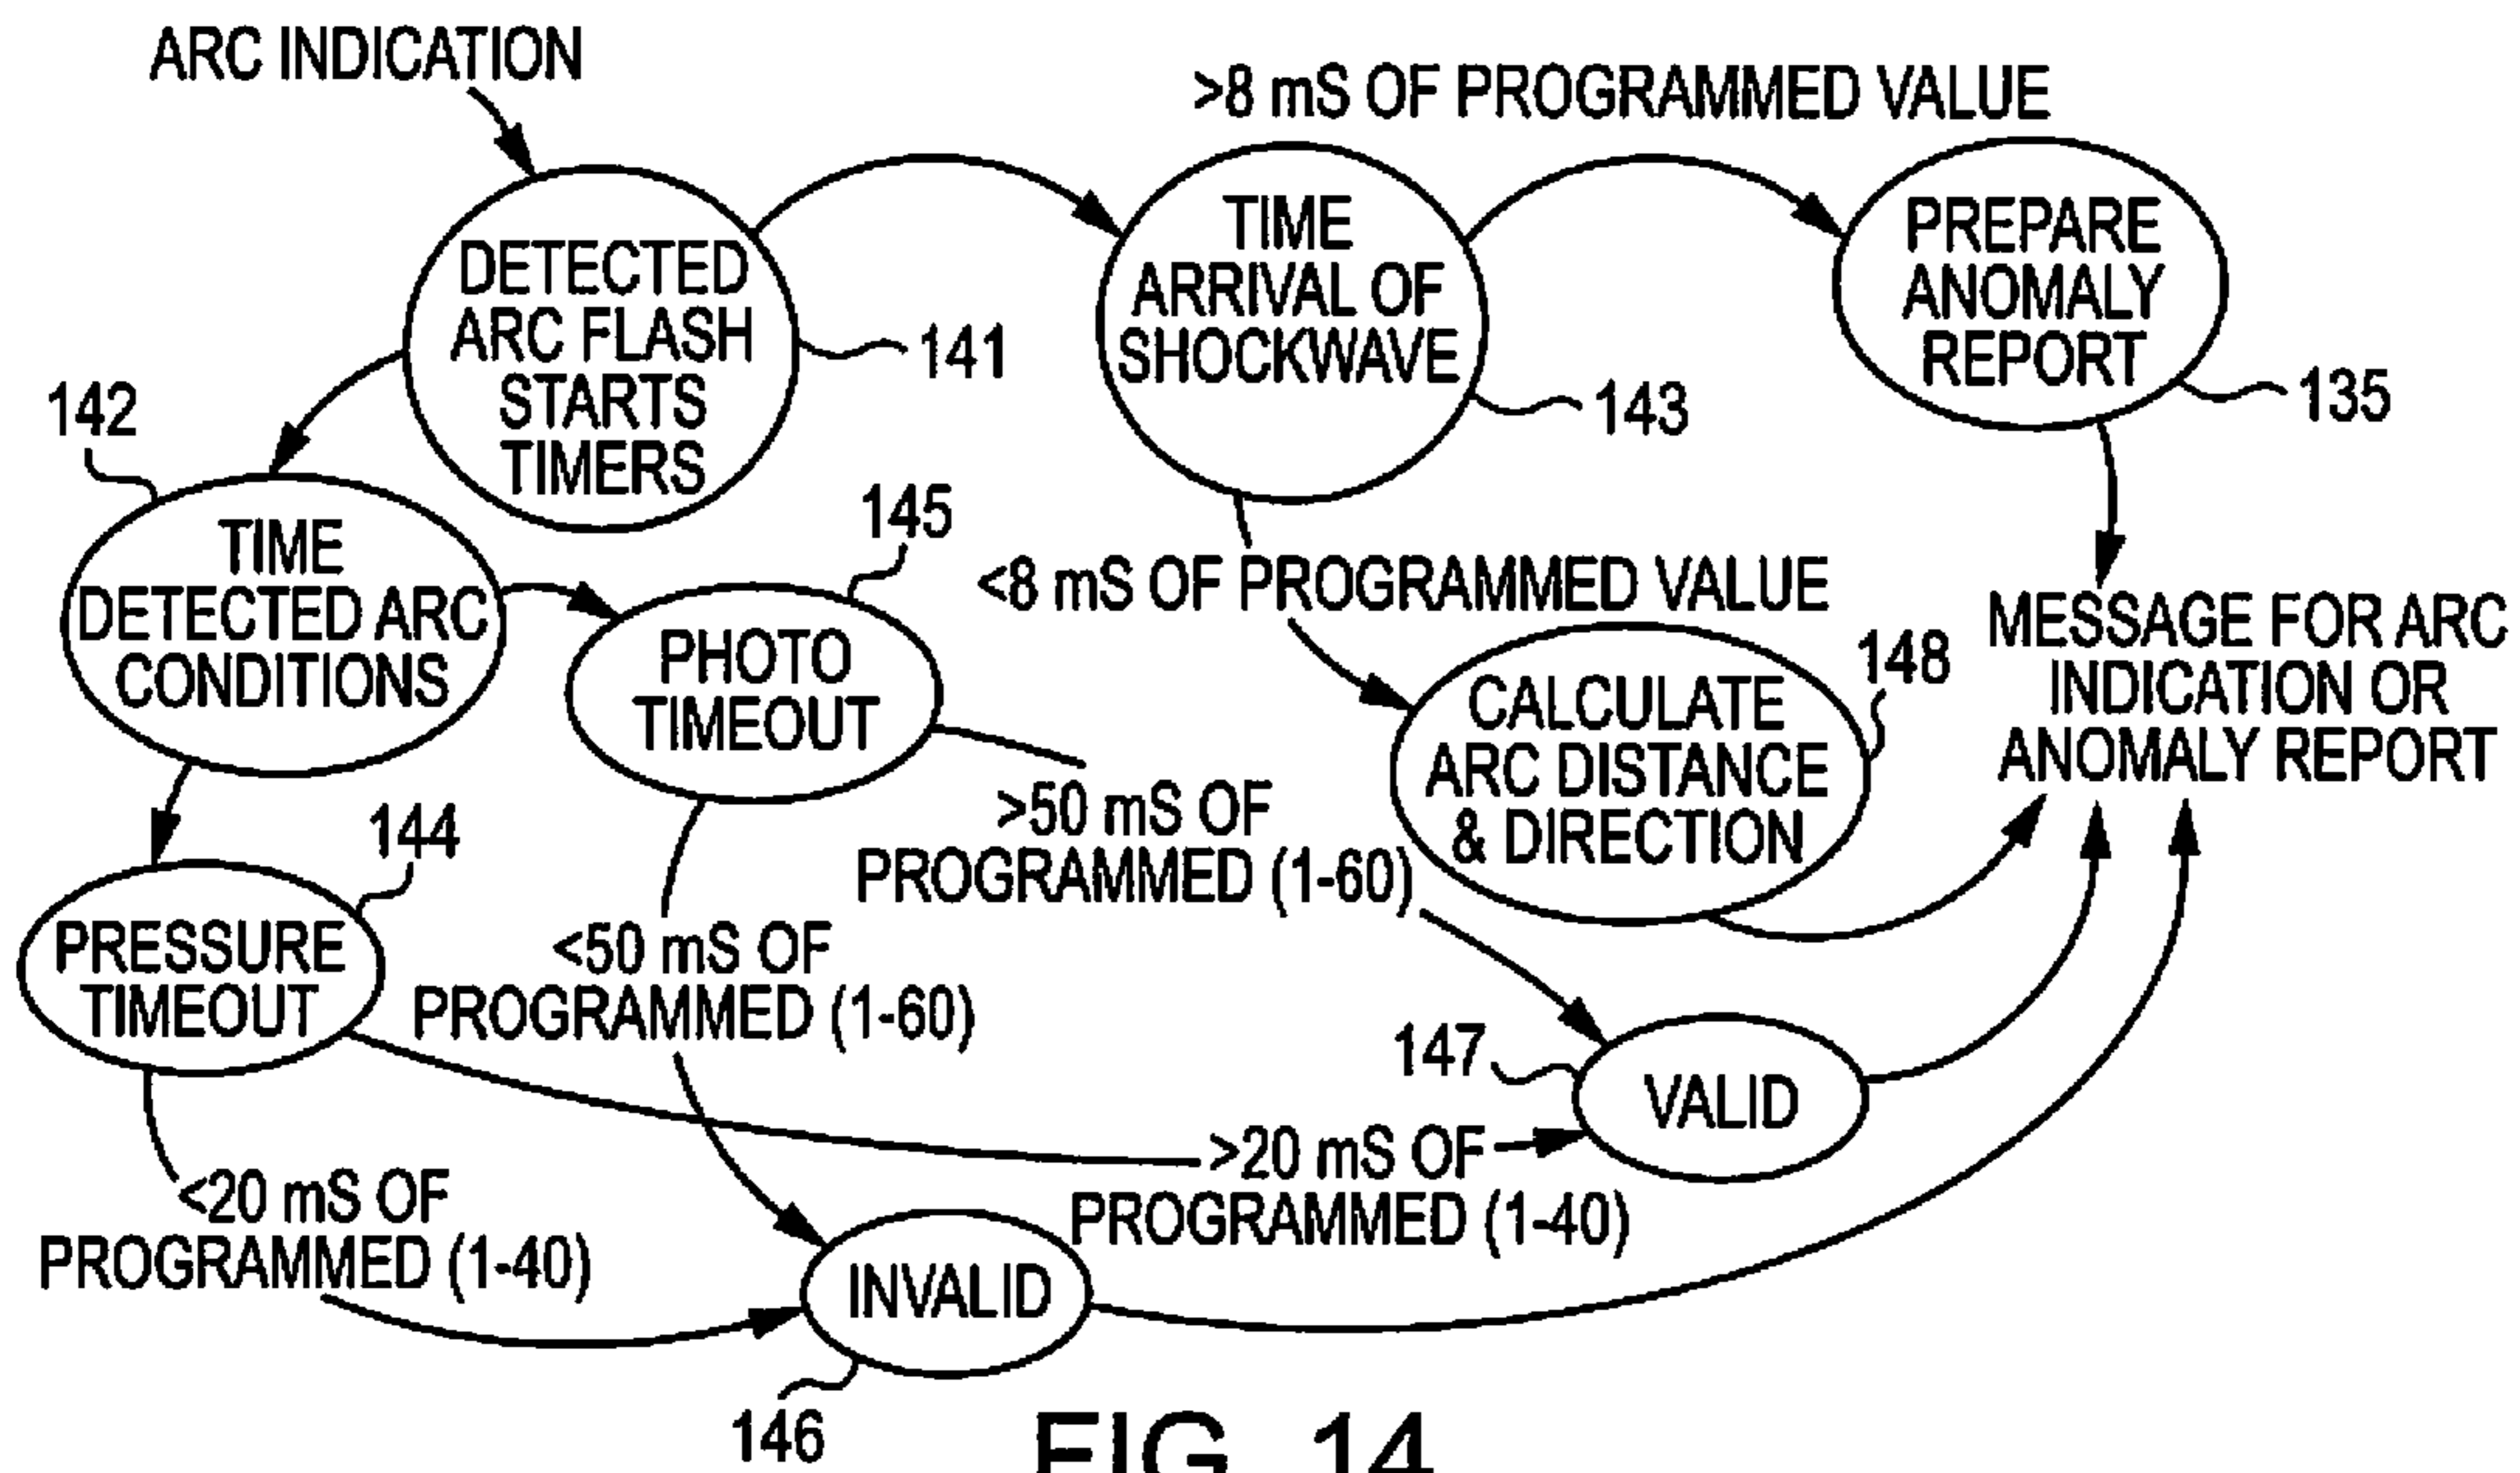 ARC INDICATION
>8 mS OF PROGRAMMED VALUE
DETECTED
ARC FLASH
STARTS
TIMERS
141
TIME
ARRIVAL OF
SHOCKWAVE
143
PREPARE
ANOMALY
REPORT
135
142
TIME
DETECTED ARC
CONDITIONS
145
PHOTO
TIMEOUT
<8 mS OF PROGRAMMED VALUE
148
CALCULATE
ARC DISTANCE
& DIRECTION
MESSAGE FOR ARC
INDICATION OR
ANOMALY REPORT
>50 mS OF
PROGRAMMED (1-60)
144
PRESSURE
TIMEOUT
<50 mS OF
PROGRAMMED (1-60)
147
VALID
>20 mS OF
PROGRAMMED (1-40)
<20 mS OF
PROGRAMMED (1-40)
INVALID
146
FIG. 14